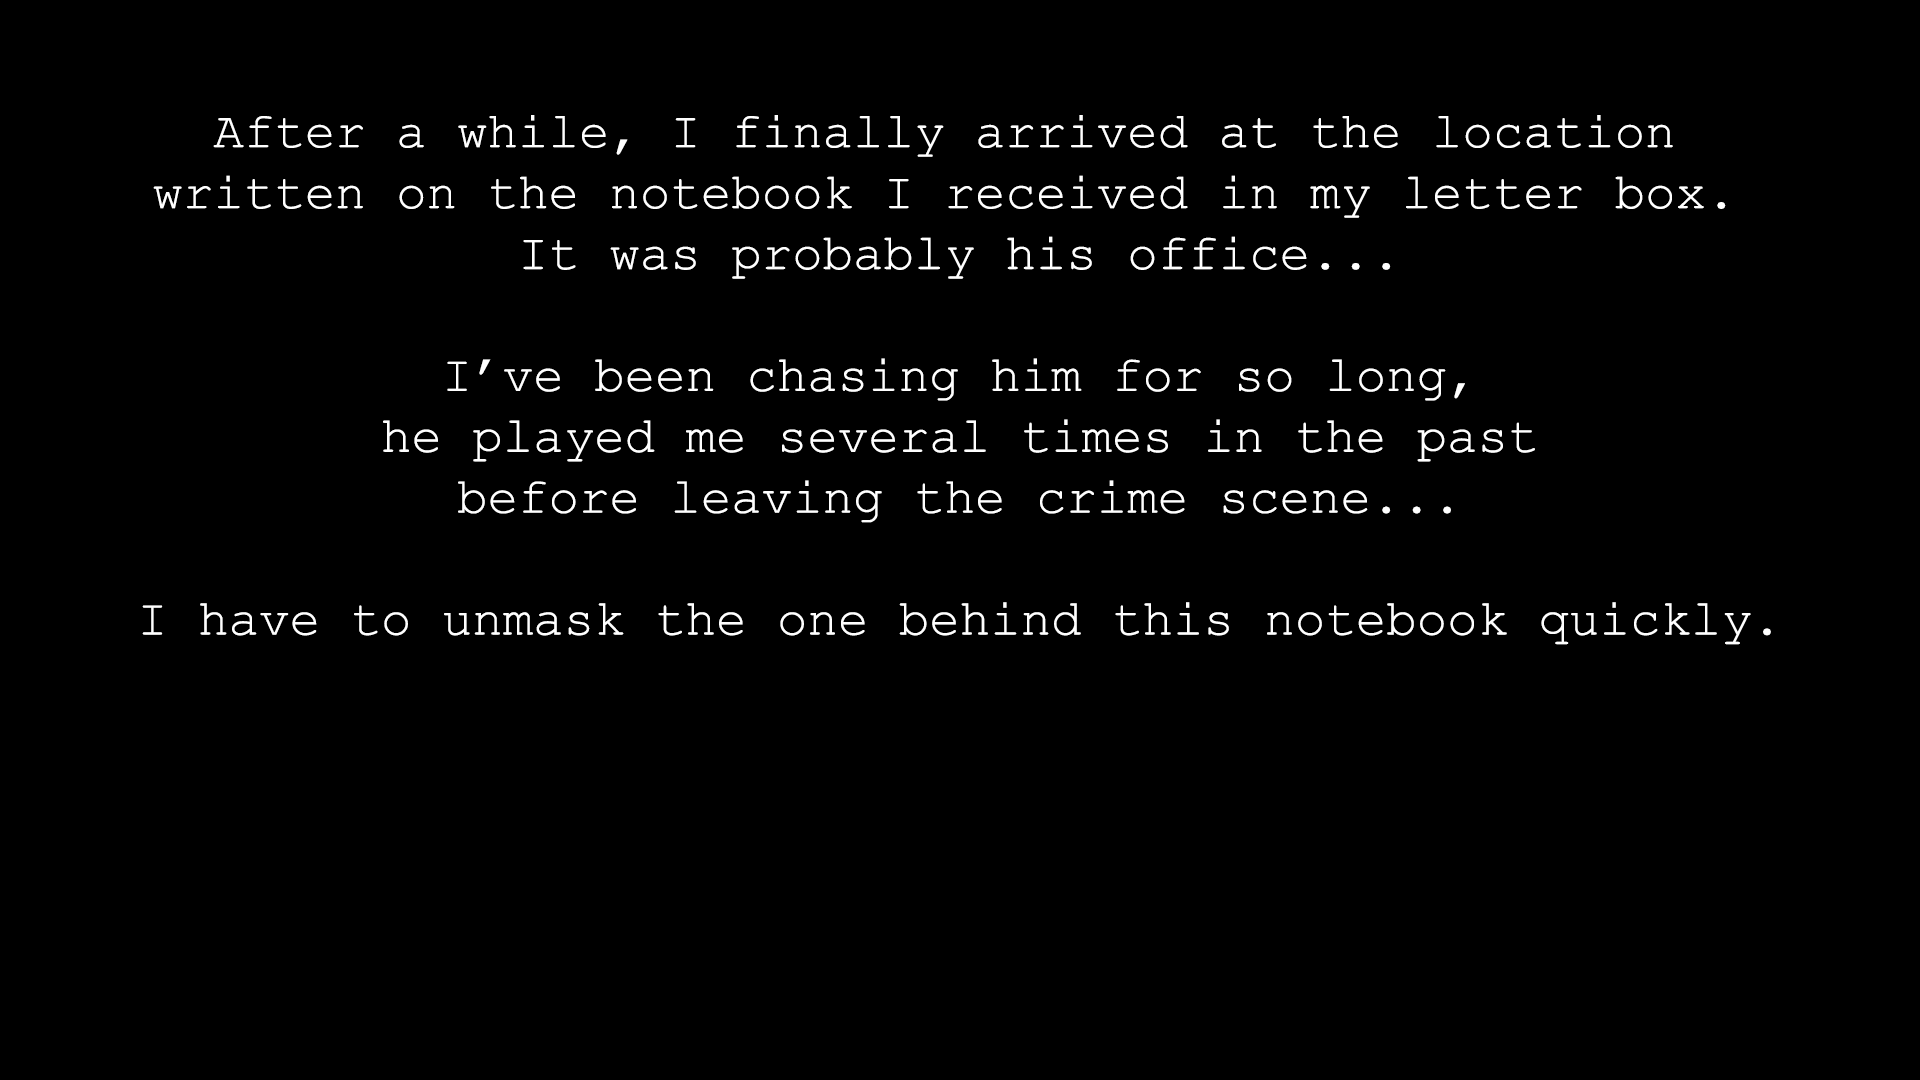 After a while, I finally arrived at the location
written on the notebook I received in my letter box.
It was probably his office...
I've been chasing him for so long,
he played me several times in the past
before leaving the crime scene...
I have to unmask the one behind this notebook quickly.